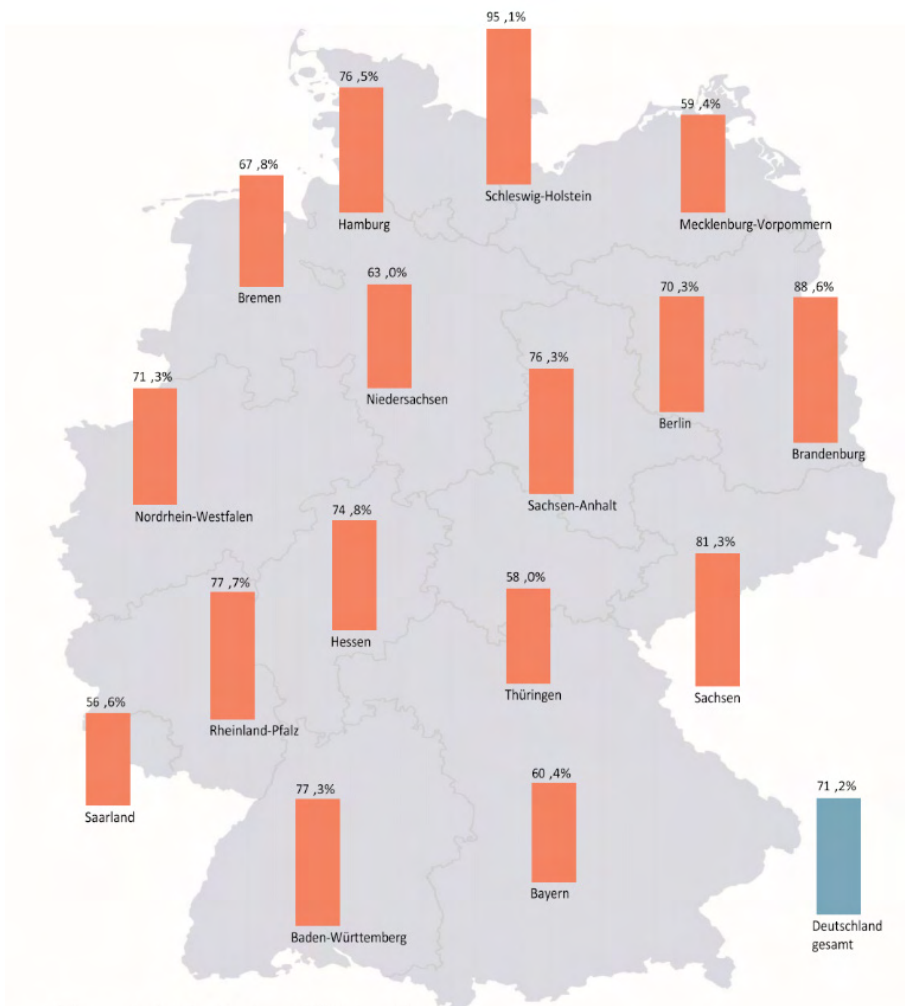 95 ,1%
Schleswig-Holstein
76 ,5%
Hamburg
59 ,4%
Mecklenburg-Vorpommern
67 ,8%
Bremen
63 ,0%
Niedersachsen
70 ,3%
Berlin
88 ,6%
Brandenburg
76 ,3%
Sachsen-Anhalt
71 ,3%
Nordrhein-Westfalen
74 ,8%
Hessen
81 ,3%
Sachsen
77 ,7%
Rheinland-Pfalz
58 ,0%
Thüringen
56 ,6%
Saarland
77 ,3%
Baden-Württemberg
60 ,4%
Bayern
71 ,2%
Deutschland
gesamt